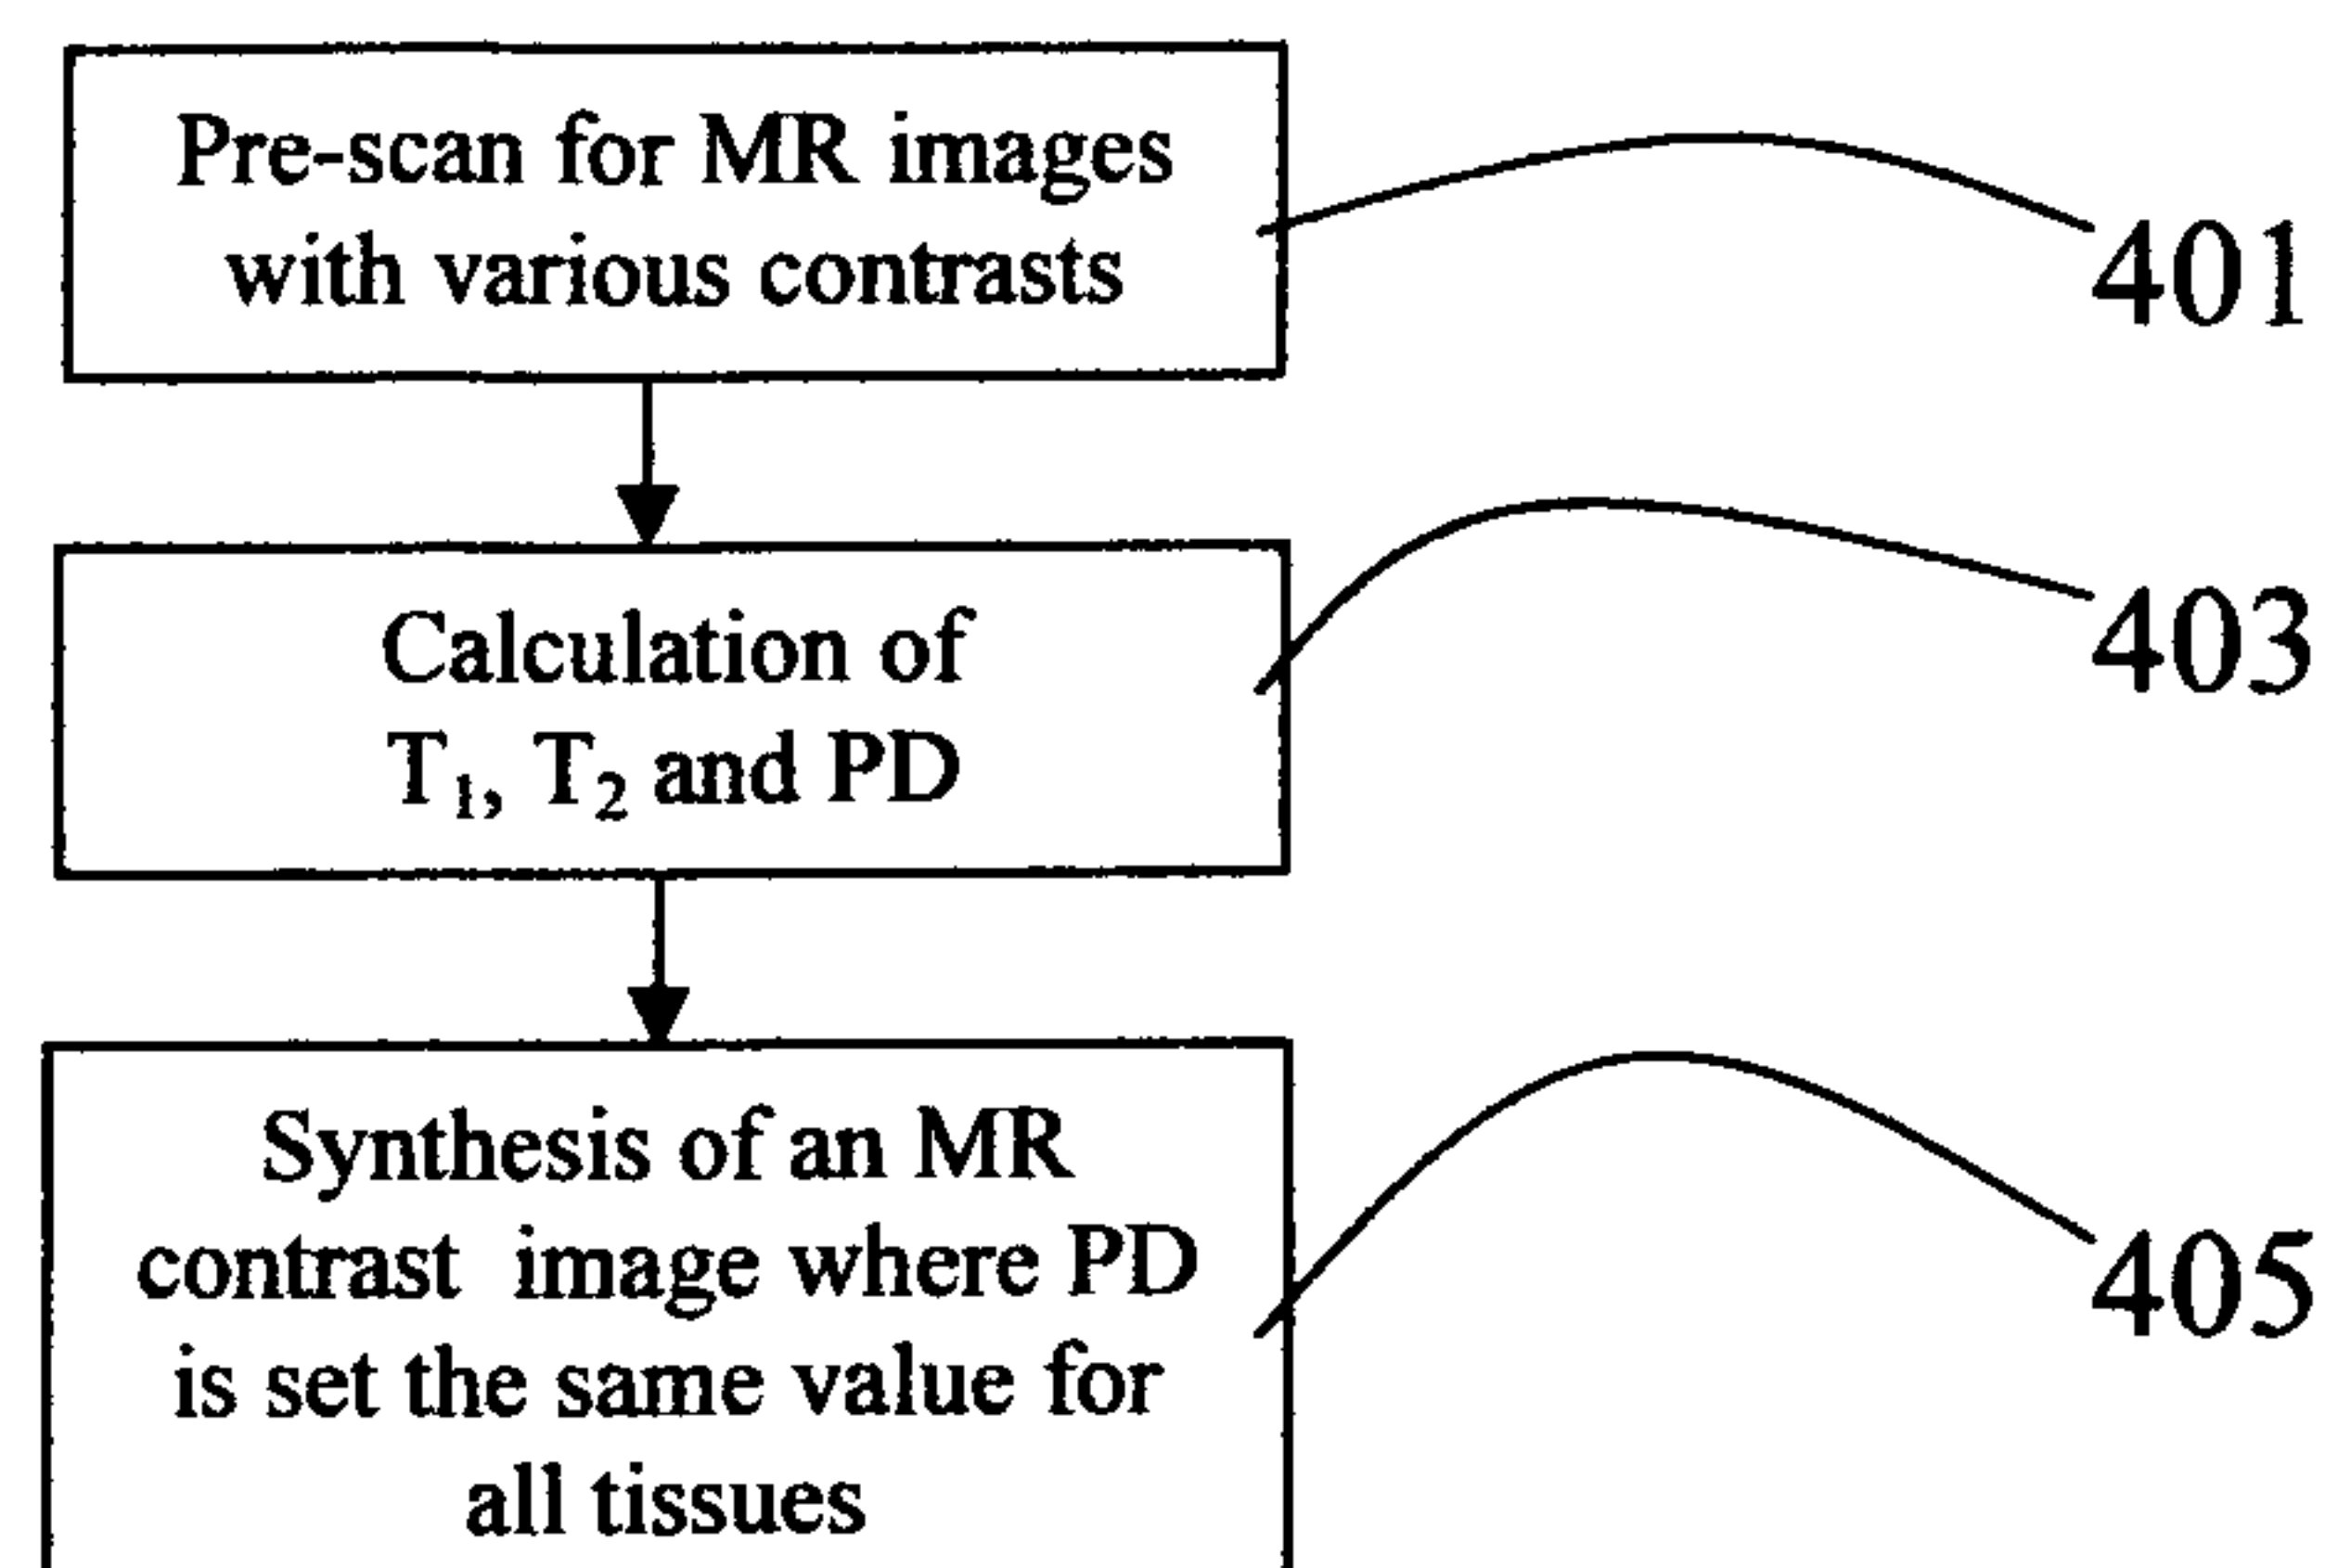 Pre-scan for MR images
with various contrasts
401
Calculation of
T₁, T₂ and PD
403
Synthesis of an MR
contrast image where PD
is set the same value for
all tissues
405